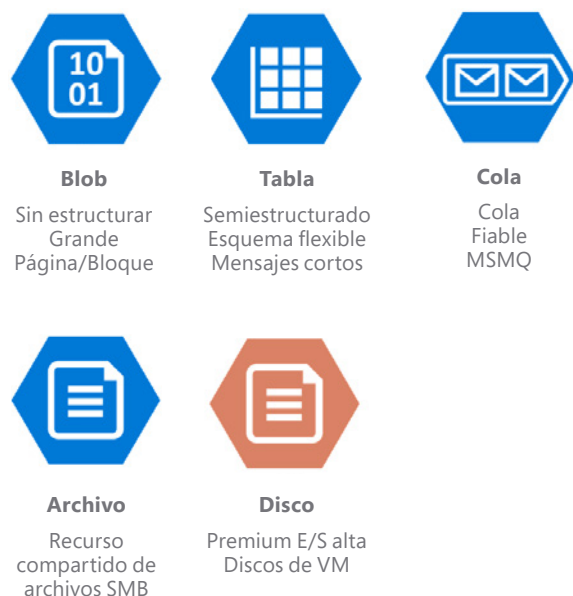 10
01
Blob
Sin estructurar
Grande
Página/Bloque
Tabla
Semiestructurado
Esquema flexible
Mensajes cortos
Cola
Cola
Fiable
MSMQ
Archivo
Recurso
compartido de
archivos SMB
Disco
Premium E/S alta
Discos de VM